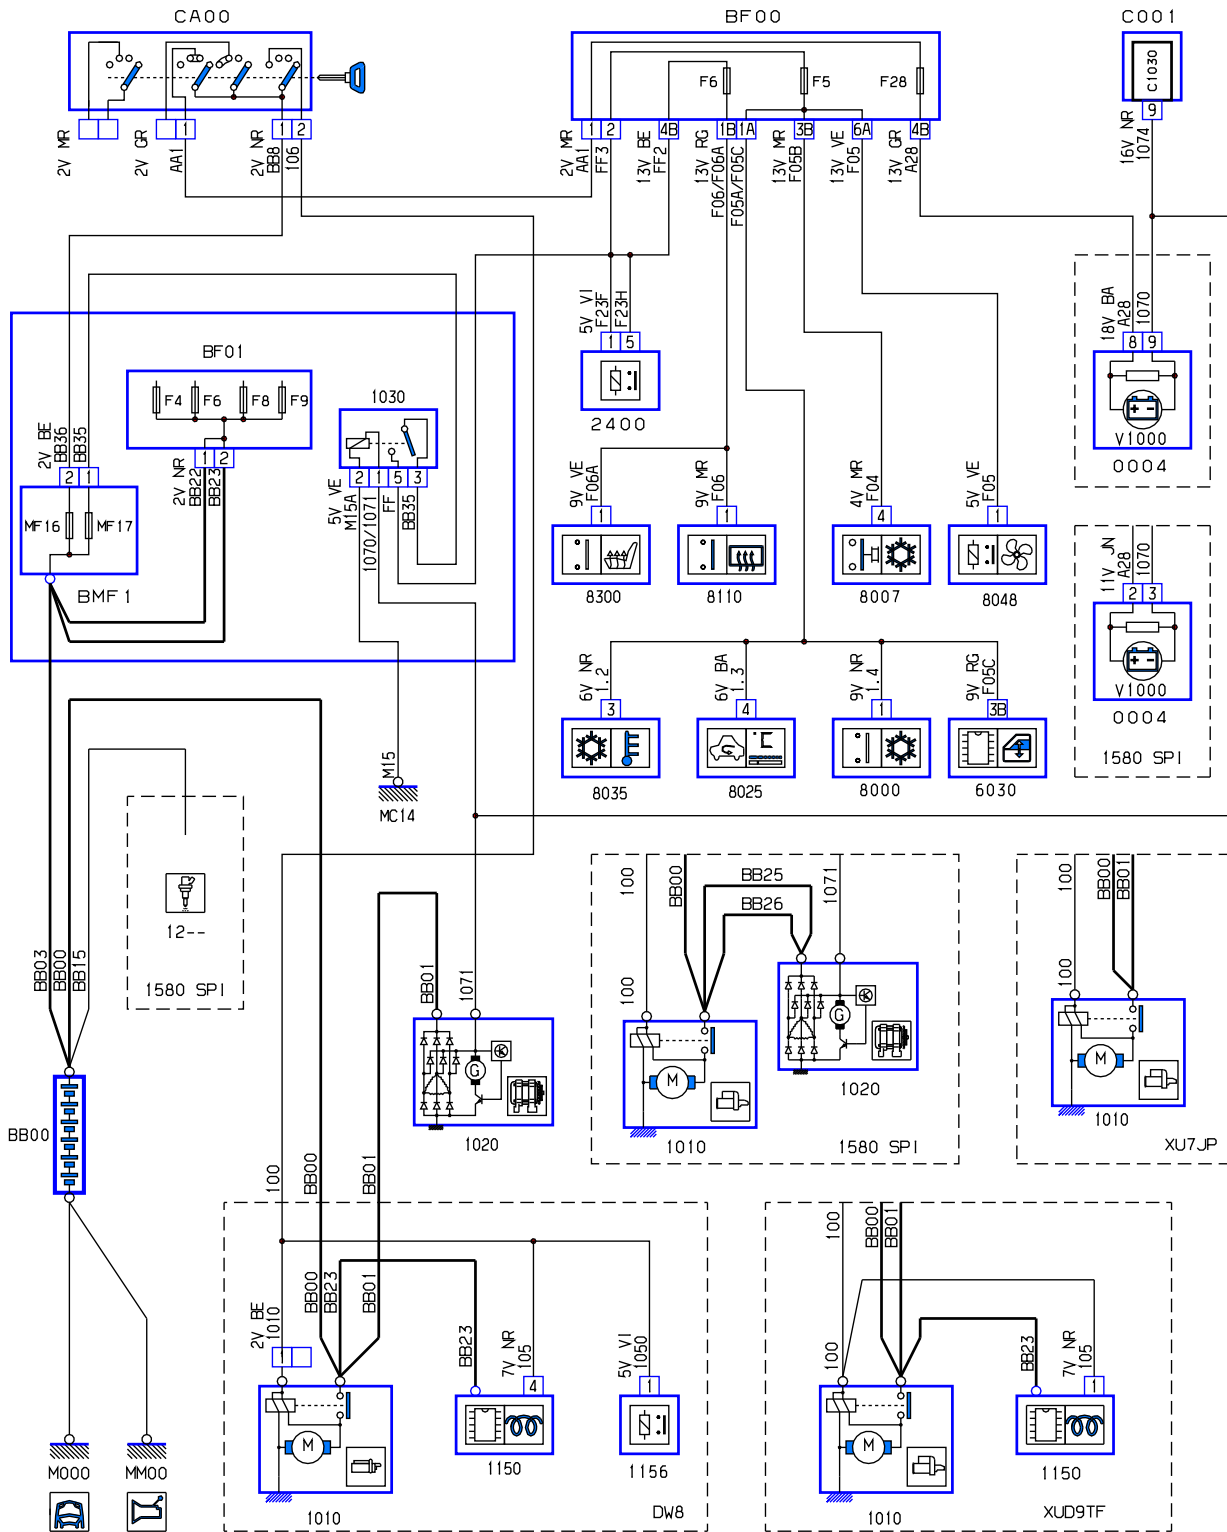 CA00
BF00
C001
C1030
F6
F5
F28
1
1
2
1
2
4B
1B
1A
3B
6A
4B
9
2V MR
2V GR
AA1
2V NR
BB8
106
2V MR
AA1
FF3
13V BE
FF2
13V RG
F06/F06A
F05A/F05C
13V MR
F05B
13V VE
F05
13V GR
A28
16V NR
1074
BF01
F4
F6
F8
F9
1
2
2V NR
BB22
BB23
1030
2
1
5
3
5V VE
M15A
1070/1071
FF
BB35
2V BE
BB36
BB35
2
1
MF16
MF17
BMF1
5V VI
F23F
F23H
1
5
2400
18V BA
A28
1070
8
9
V1000
0004
9V VE
F06A
1
8300
9V MR
F06
1
8110
4V MR
F04
4
8007
5V VE
F05
1
8048
11V JN
A28
1070
2
3
V1000
0004
1580 SPI
6V NR
1.2
3
8035
6V BA
1.3
4
8025
9V NR
1.4
1
8000
9V RG
F05C
3B
6030
M15
MC14
12--
1580 SPI
BB03
BB00
BB15
BB00
BB01
1071
G
1020
100
BB00
BB25
BB26
1071
100
M
1010
G
1020
1580 SPI
100
BB00
BB01
100
M
1010
XU7JP
100
BB00
BB01
2V BE
1010
1
BB00
BB23
BB01
M
1010
BB23
7V NR
105
4
1150
5V VI
1050
1
1156
DW8
100
BB00
BB01
100
M
1010
BB23
7V NR
105
1
1150
XUD9TF
M000
MM00